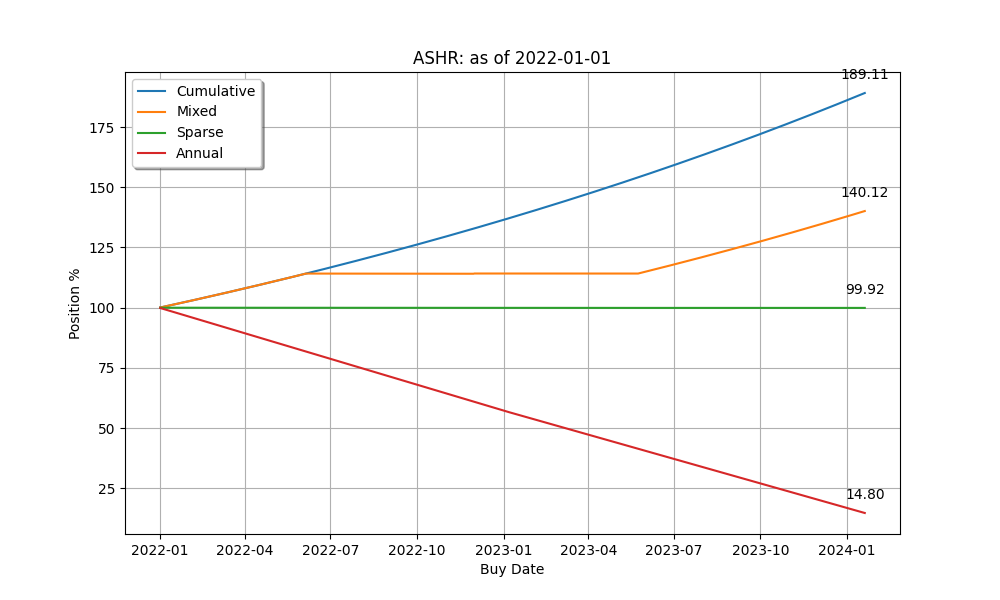 ASHR: as of 2022-01-01
189.11
Cumulative
Mixed
Sparse
Annual
175
150
140.12
125
100
99.92
75
50
25
14.80
Position %
2022-01
2022-04
2022-07
2022-10
2023-01
2023-04
2023-07
2023-10
2024-01
Buy Date